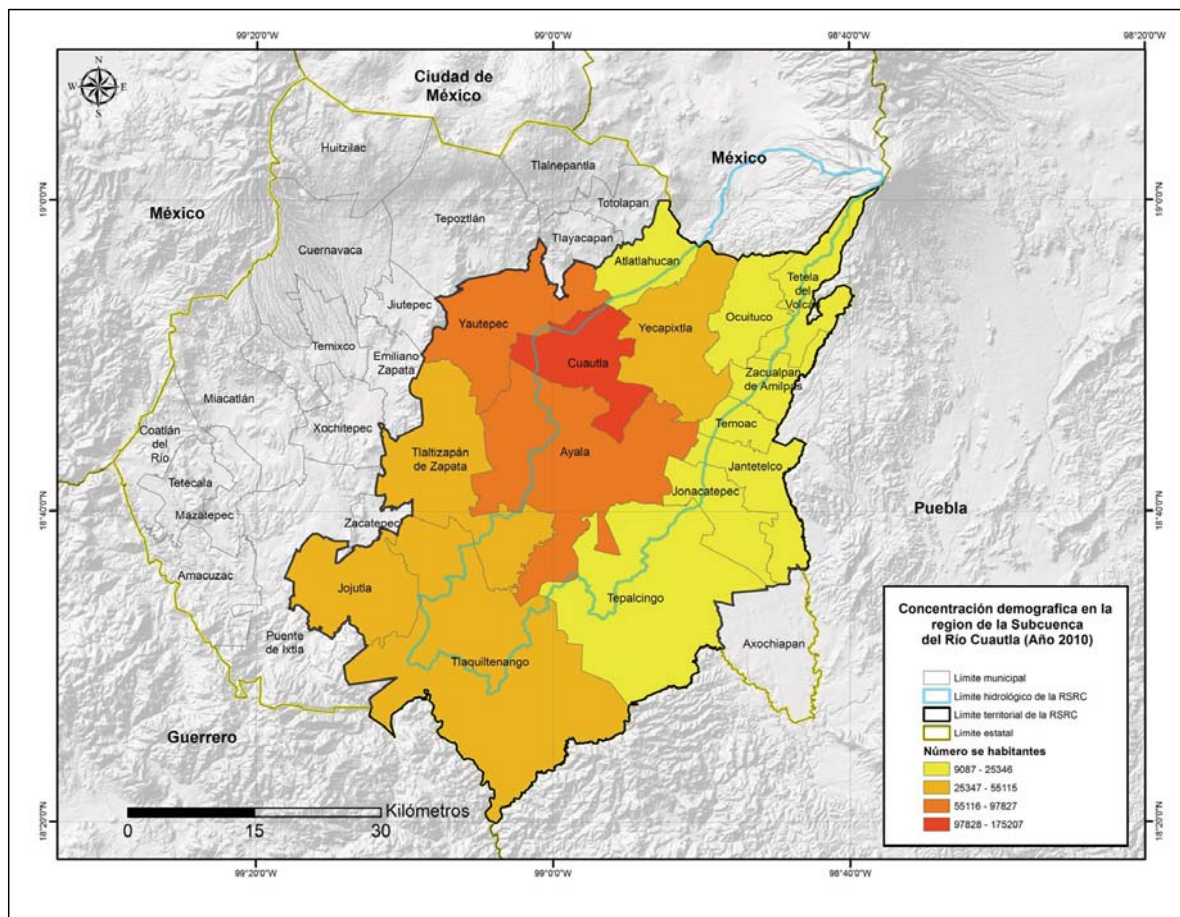 99°20'0"W
99°0'0"W
98°40'0"W
98°20'0"W
N
W
E
S
Ciudad de
México
Huitzilac
Tlalnepantla
México
19°0'0"N
19°0'0"N
Totolapan
México
Tepoztlán
Tlayacapan
Cuernavaca
Atlatlahucan
Tetela
del
Volcá
Jiutepec
Ocuituco
Yautepec
Yecapixtla
Temixco
Emiliano
Zapata
Cuautla
Zacualpan
de Amilpas
Miacatlán
Coatlán
del
Río
Xochitepec
Temoac
Tlaltizapán
de Zapata
Ayala
Jantetelco
Tetecala
Jonacatepec
Mazatepec
Zacatepec
Puebla
18°40'0"N
18°40'0"N
Amacuzac
Jojutla
Tepalcingo
Puente
de Ixtla
Axochiapan
Tlaquiltenango
Guerrero
Concentración demografica en la
region de la Subcuenca
del Río Cuautla (Año 2010)
Límite municipal
Límite hidrológico de la RSRC
Límite territorial de la RSRC
Límite estatal
Número se habitantes
9087 - 25346
25347 - 55115
55116 - 97827
97828 - 175207
Kilómetros
0
15
30
18°20'0"N
18°20'0"N
99°20'0"W
99°0'0"W
98°40'0"W